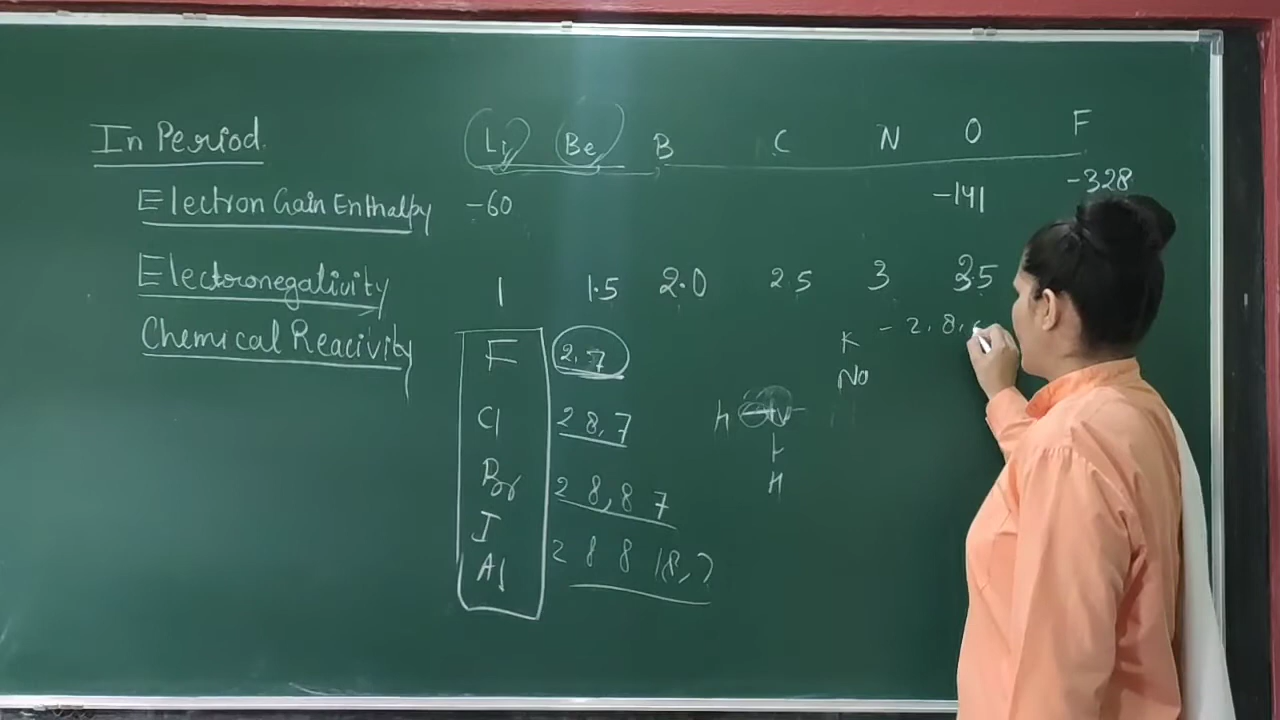 In Period. Li Be B C N O F
Electron Gain Enthalpy -60 -141 -328
Electronegativity 1 1.5 2.0 2.5 3 3.5
Chemical Reacivity
F 2,7
Cl 2 8,7
Br 2 8,8 7
I 2 8 8 18,7
At
K - 2,8,
Na
H N
H